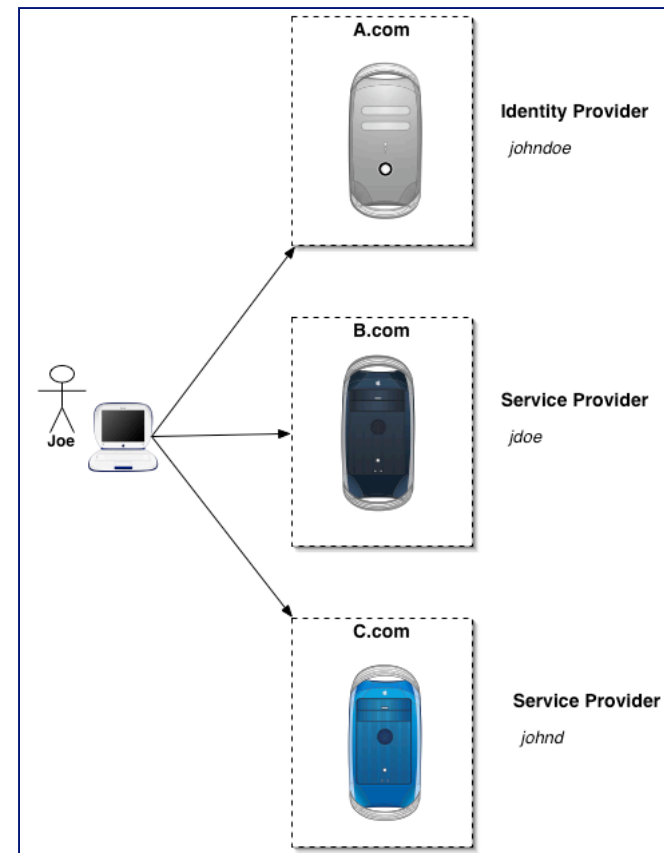 A.com
Identity Provider
johndoe
B.com
Service Provider
jdoe
Joe
C.com
Service Provider
johnd